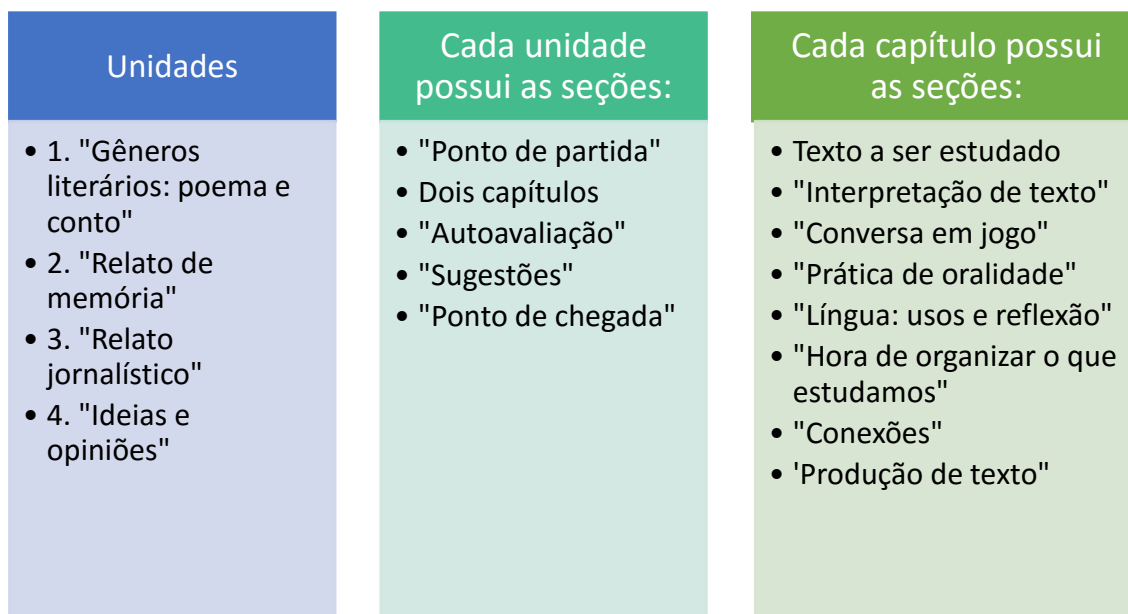 Unidades
• 1. "Gêneros
literários: poema e
conto"
• 2. "Relato de
memória"
• 3. "Relato
jornalístico"
• 4. "Ideias e
opiniões"
Cada unidade
possui as seções:
• "Ponto de partida"
• Dois capítulos
• "Autoavaliação"
• "Sugestões"
• "Ponto de chegada"
Cada capítulo possui
as seções:
• Texto a ser estudado
• "Interpretação de texto"
• "Conversa em jogo"
• "Prática de oralidade"
• "Língua: usos e reflexão"
• "Hora de organizar o que
estudamos"
• "Conexões"
• 'Produção de texto"